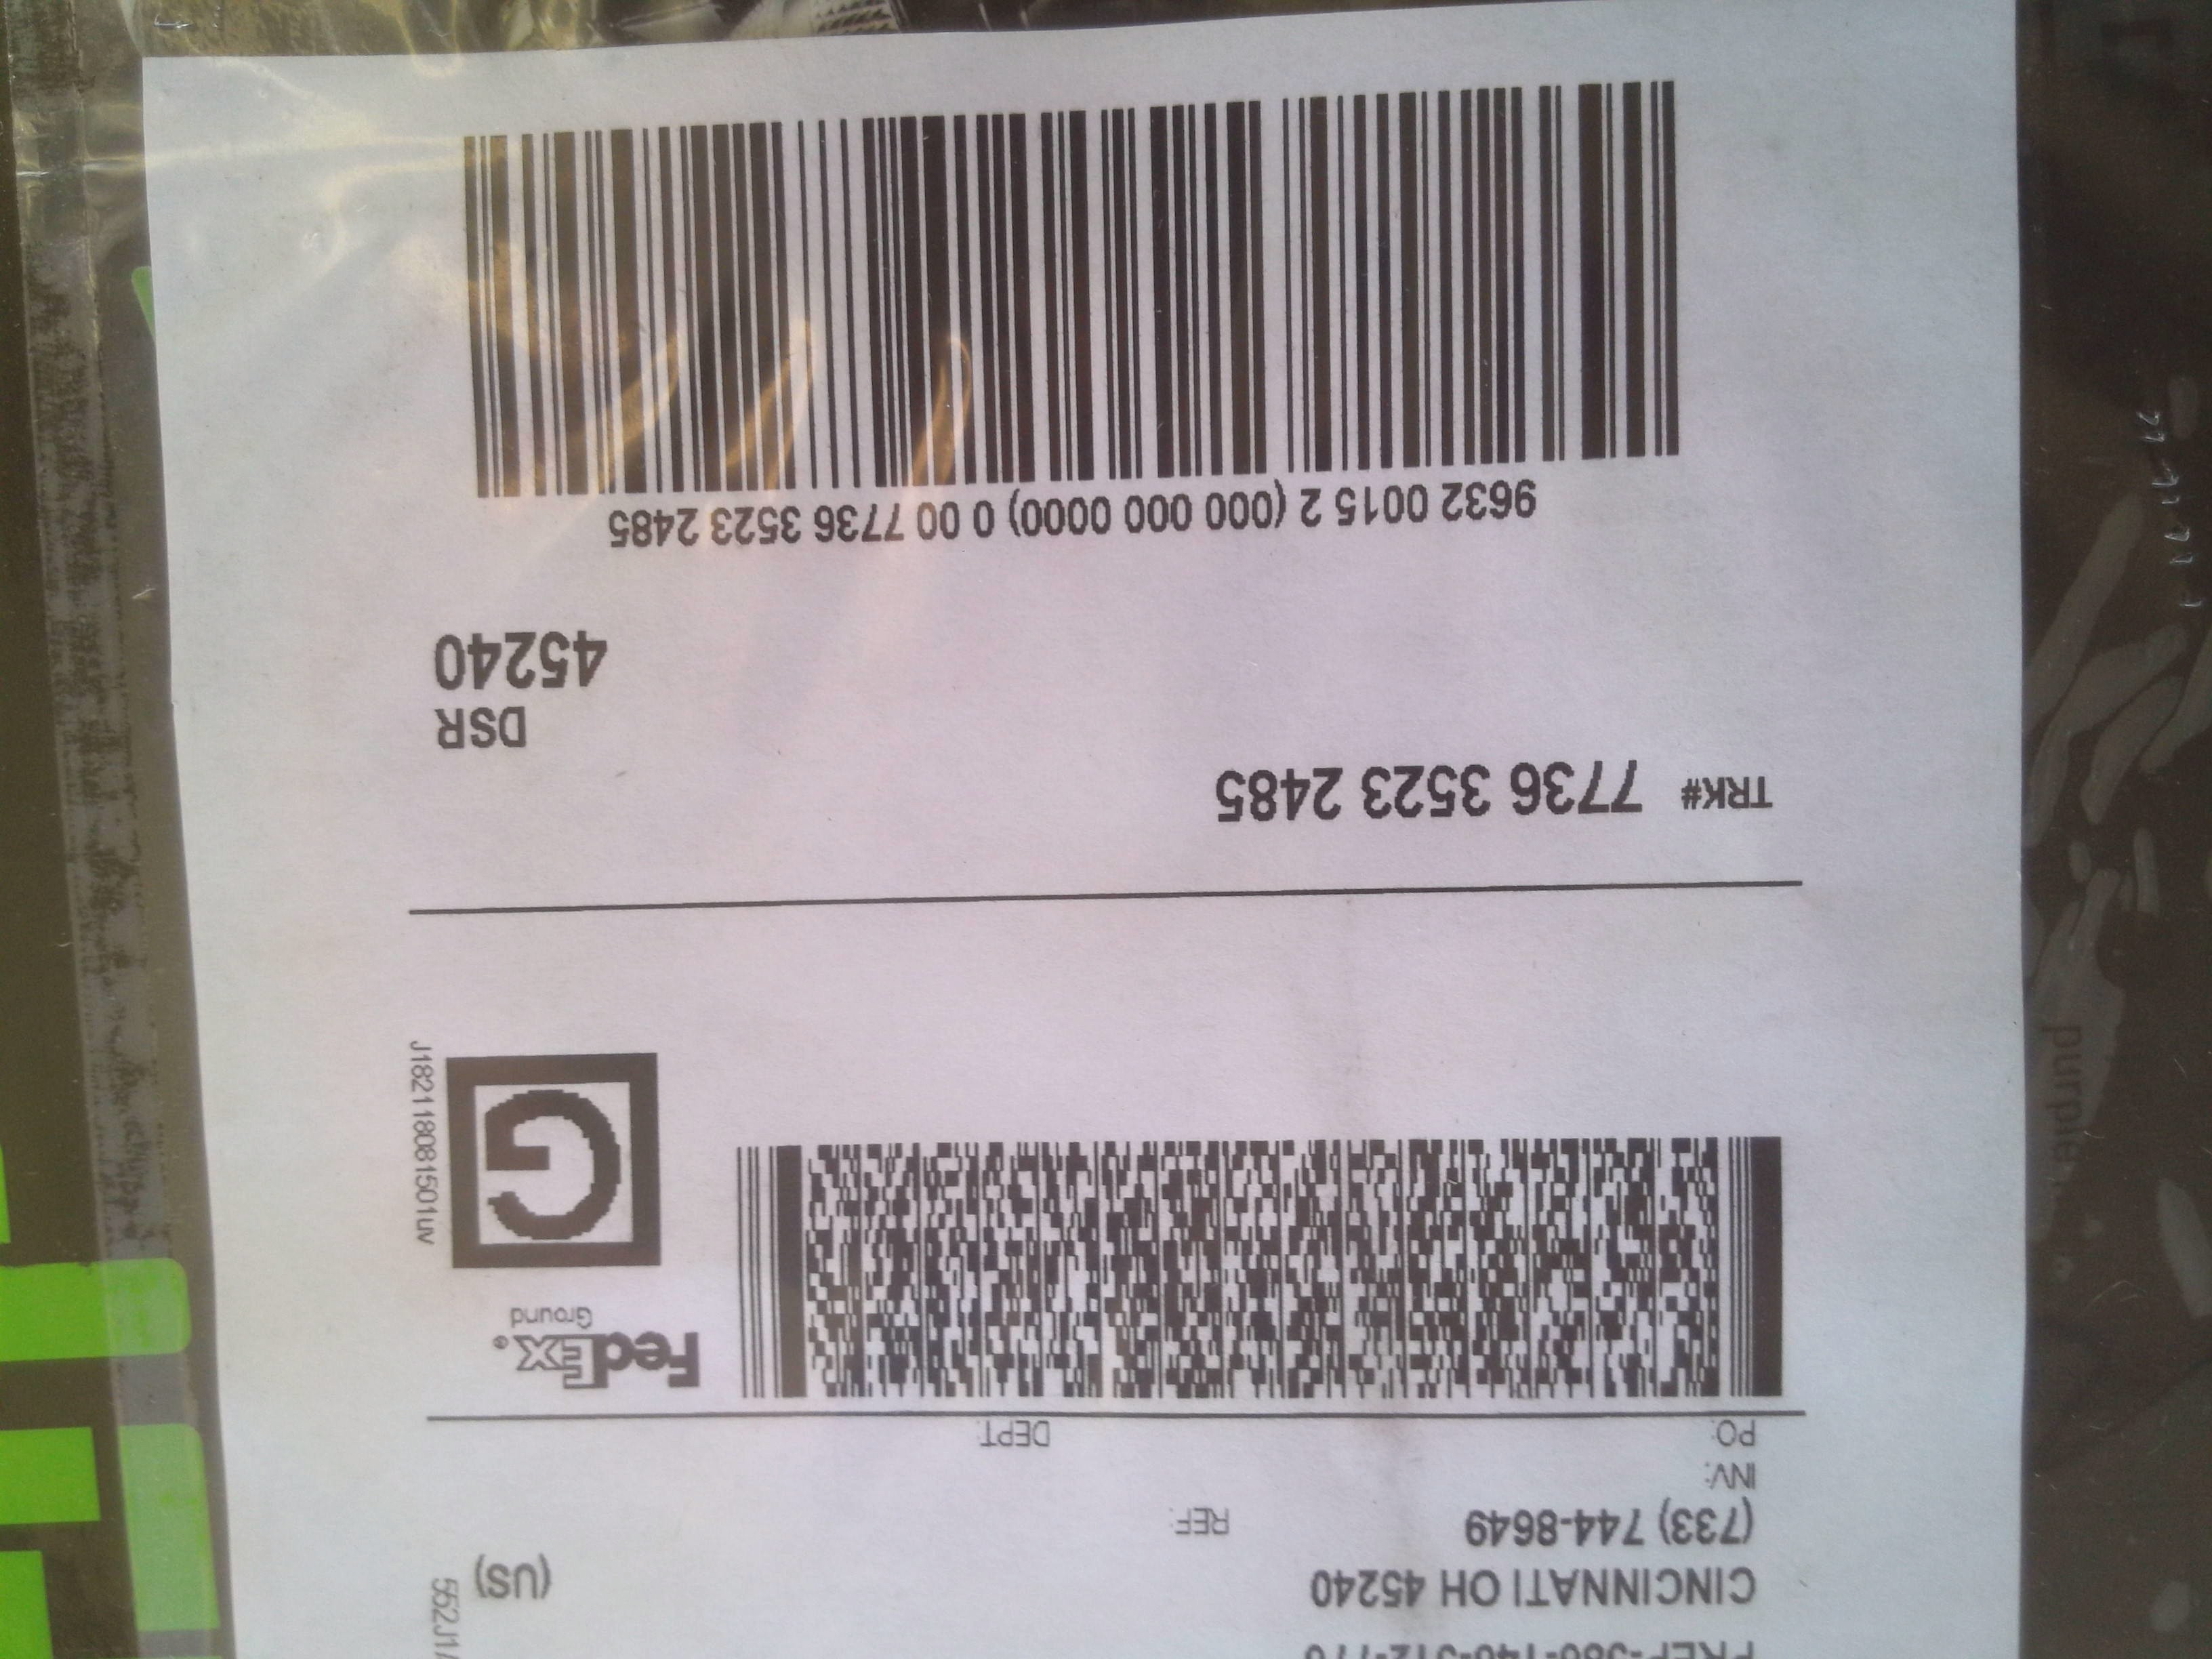 CINCINNATI OH 45240
(US)
(733) 744-8649
REF:
INV:
PO:
DEPT:
FedEx®
Ground
G
J182118081501uv
TRK# 7736 3523 2485
DSR
45240
9632 0015 2 (000 000 0000) 0 00 7736 3523 2485
purple